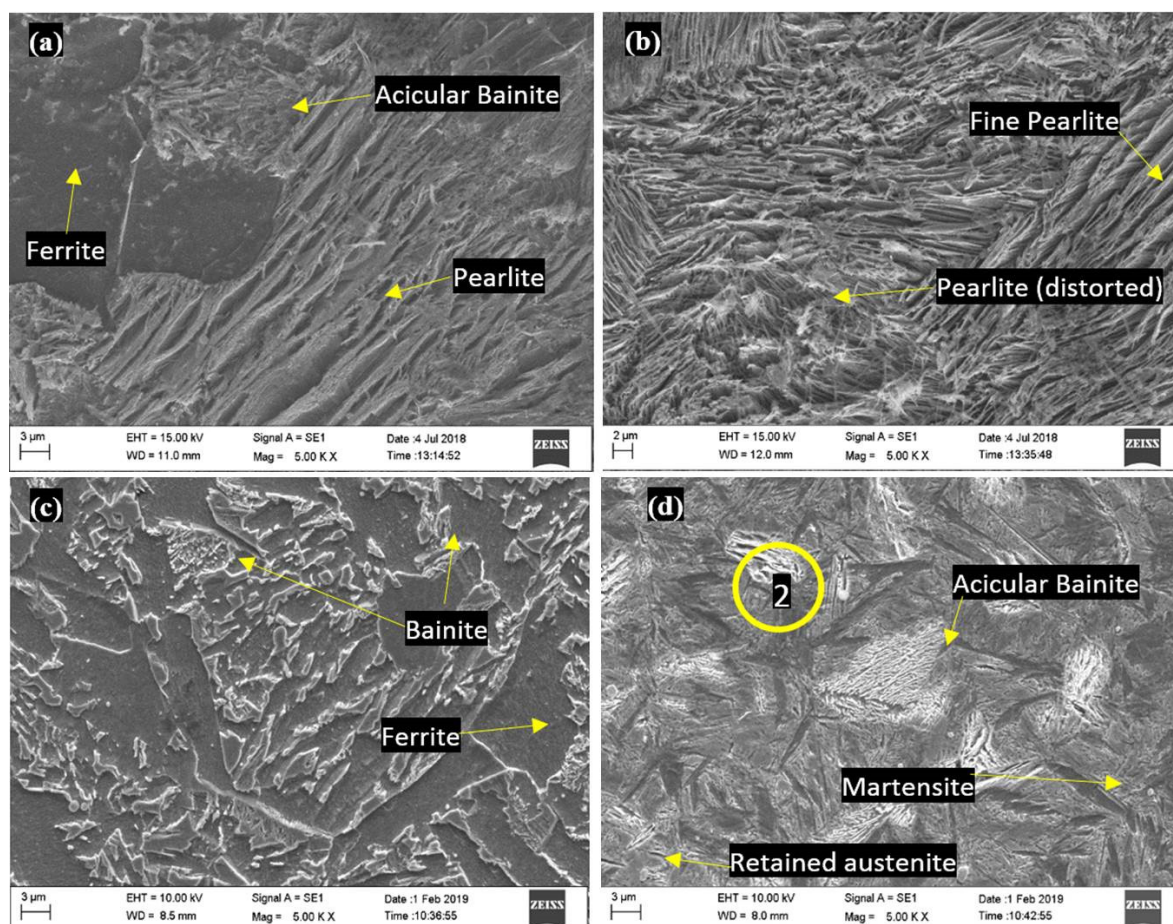 (a)
Acicular Bainite
Ferrite
Pearlite
3 µm
EHT = 15.00 kV
Signal A = SE1
Date :4 Jul 2018
WD = 11.0 mm
Mag = 5.00 K X
Time :13:14:52
ZEISS
(b)
Fine Pearlite
Pearlite (distorted)
2 µm
EHT = 15.00 kV
Signal A = SE1
Date :4 Jul 2018
WD = 12.0 mm
Mag = 5.00 K X
Time :13:35:48
ZEISS
(c)
Bainite
Ferrite
3 µm
EHT = 10.00 kV
Signal A = SE1
Date :1 Feb 2019
WD = 8.5 mm
Mag = 5.00 K X
Time :10:36:55
ZEISS
(d)
2
Acicular Bainite
Martensite
Retained austenite
3 µm
EHT = 10.00 kV
Signal A = SE1
Date :1 Feb 2019
WD = 8.0 mm
Mag = 5.00 K X
Time :10:42:55
ZEISS